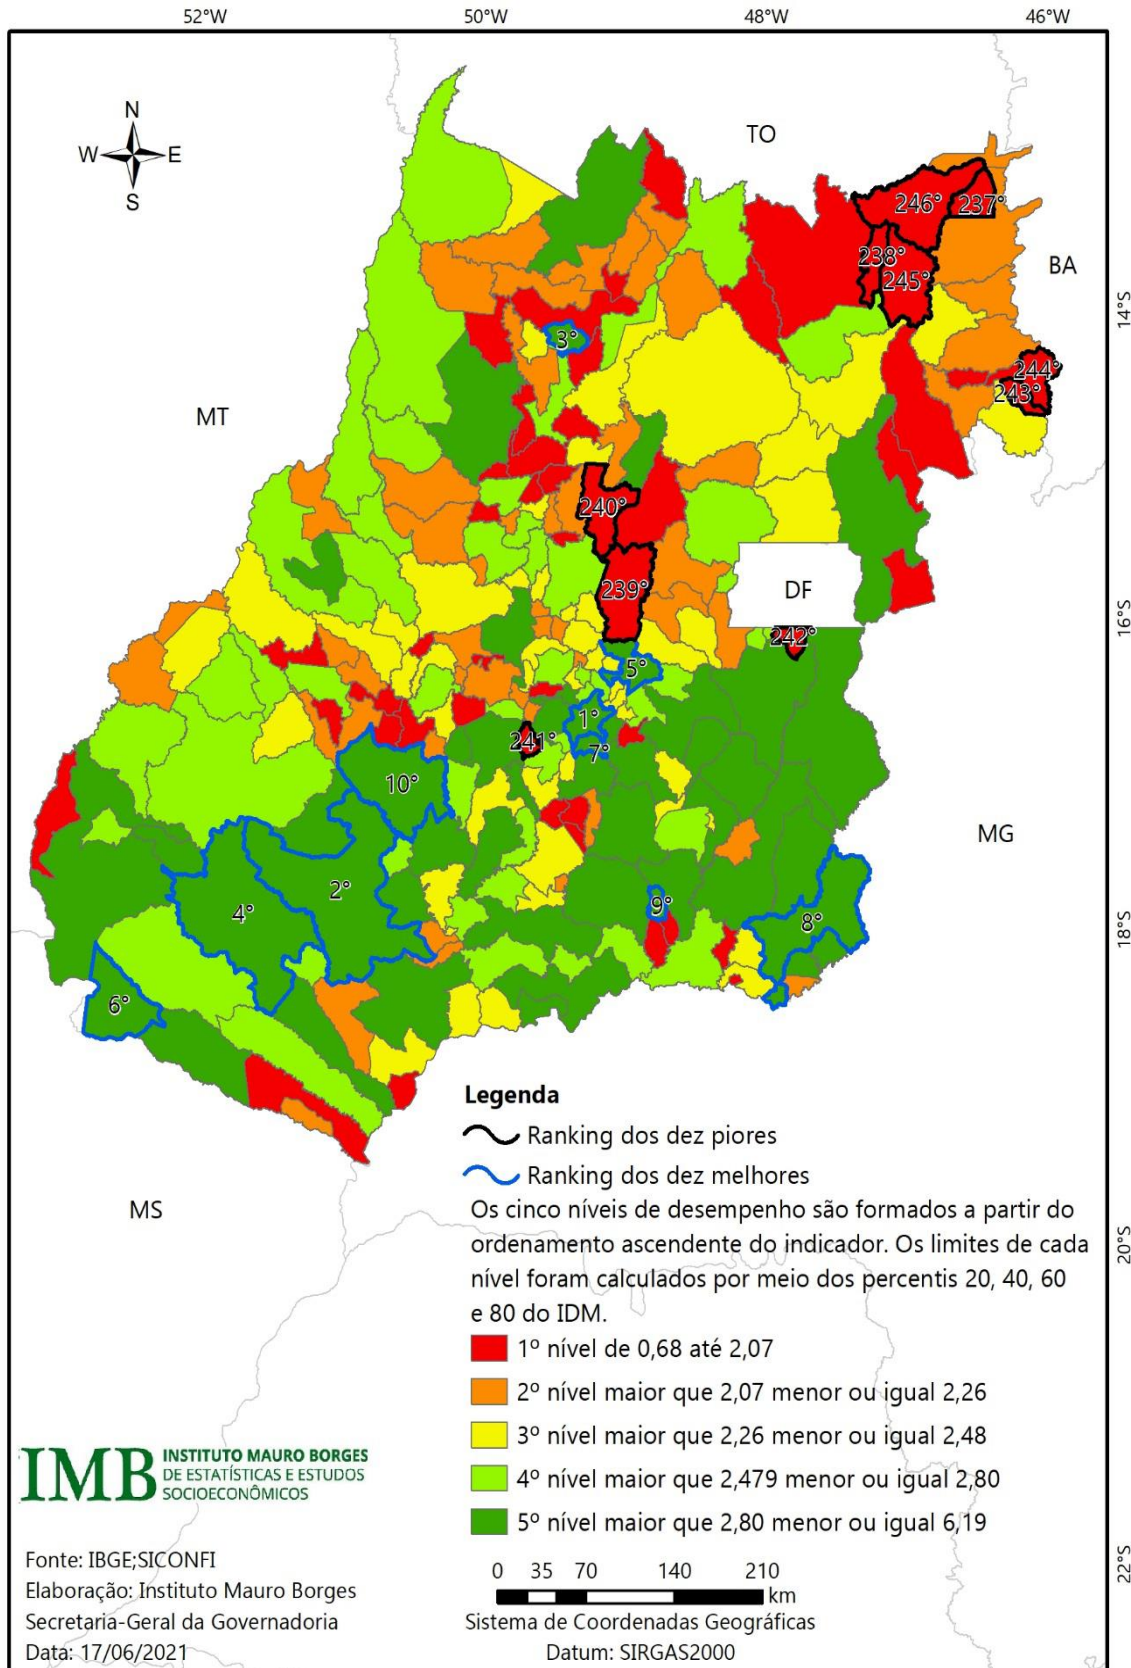 52°W 50°W 48°W 46°W
N
W E
S
TO
BA
MT
DF
MG
MS
14°S
16°S
18°S
20°S
22°S
246° 237°
238°
245°
3°
244°
243°
240°
239°
242°
5°
1°
241°
7°
10°
2°
4°
9°
8°
6°
Legenda
Ranking dos dez piores
Ranking dos dez melhores
Os cinco níveis de desempenho são formados a partir do
ordenamento ascendente do indicador. Os limites de cada
nível foram calculados por meio dos percentis 20, 40, 60
e 80 do IDM.
1º nível de 0,68 até 2,07
2º nível maior que 2,07 menor ou igual 2,26
3º nível maior que 2,26 menor ou igual 2,48
4º nível maior que 2,479 menor ou igual 2,80
5º nível maior que 2,80 menor ou igual 6,19
IMB INSTITUTO MAURO BORGES
DE ESTATÍSTICAS E ESTUDOS
SOCIOECONÔMICOS
Fonte: IBGE;SICONFI
Elaboração: Instituto Mauro Borges
Secretaria-Geral da Governadoria
Data: 17/06/2021
0 35 70 140 210
km
Sistema de Coordenadas Geográficas
Datum: SIRGAS2000